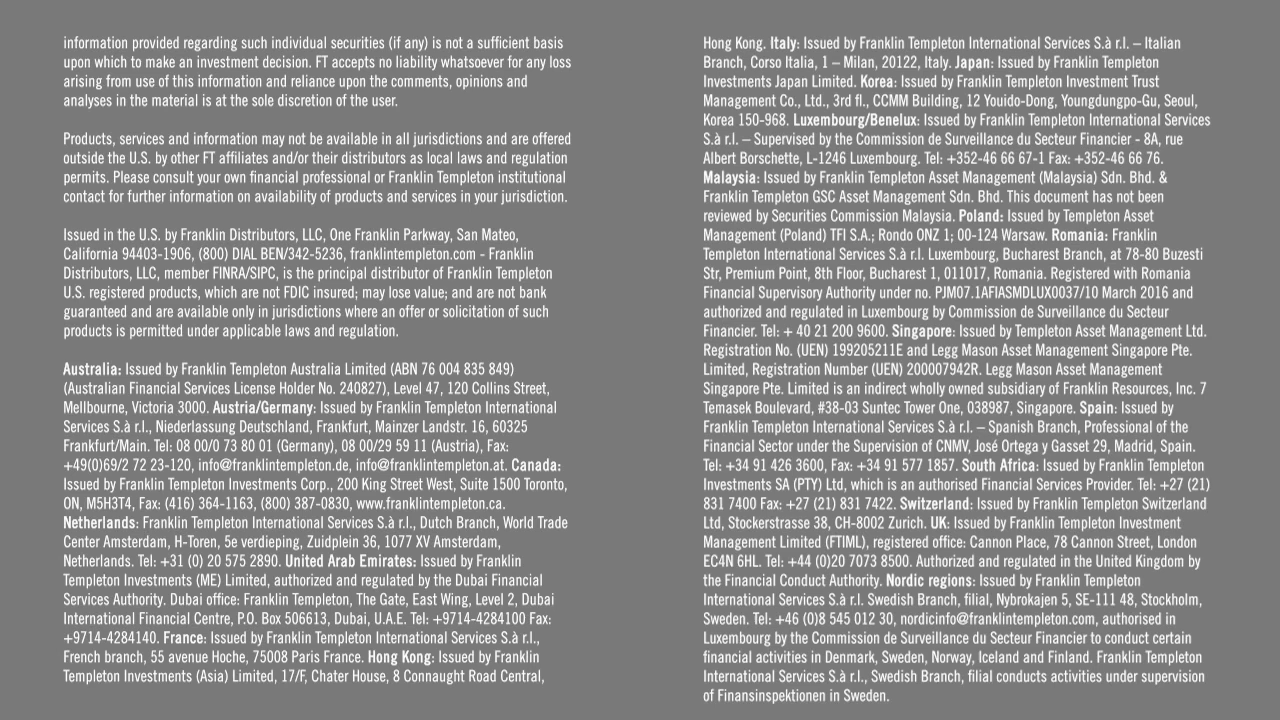 information provided regarding such individual securities (if any) is not a sufficient basis
upon which to make an investment decision. FT accepts no liability whatsoever for any loss
arising from use of this information and reliance upon the comments, opinions and
analyses in the material is at the sole discretion of the user.
Products, services and information may not be available in all jurisdictions and are offered
outside the U.S. by other FT affiliates and/or their distributors as local laws and regulation
permits. Please consult your own financial professional or Franklin Templeton institutional
contact for further information on availability of products and services in your jurisdiction.
Issued in the U.S. by Franklin Distributors, LLC, One Franklin Parkway, San Mateo,
California 94403-1906, (800) DIAL BEN/342-5236, franklintempleton.com - Franklin
Distributors, LLC, member FINRA/SIPC, is the principal distributor of Franklin Templeton
U.S. registered products, which are not FDIC insured; may lose value; and are not bank
guaranteed and are available only in jurisdictions where an offer or solicitation of such
products is permitted under applicable laws and regulation.
Australia: Issued by Franklin Templeton Australia Limited (ABN 76 004 835 849)
(Australian Financial Services License Holder No. 240827), Level 47, 120 Collins Street,
Mellbourne, Victoria 3000. Austria/Germany: Issued by Franklin Templeton International
Services S.à r.l., Niederlassung Deutschland, Frankfurt, Mainzer Landstr. 16, 60325
Frankfurt/Main. Tel: 08 00/0 73 80 01 (Germany), 08 00/29 59 11 (Austria), Fax:
+49(0)69/2 72 23-120, info@franklintempleton.de, info@franklintempleton.at. Canada:
Issued by Franklin Templeton Investments Corp., 200 King Street West, Suite 1500 Toronto,
ON, M5H3T4, Fax: (416) 364-1163, (800) 387-0830, www.franklintempleton.ca.
Netherlands: Franklin Templeton International Services S.à r.l., Dutch Branch, World Trade
Center Amsterdam, H-Toren, 5e verdieping, Zuidplein 36, 1077 XV Amsterdam,
Netherlands. Tel: +31 (0) 20 575 2890. United Arab Emirates: Issued by Franklin
Templeton Investments (ME) Limited, authorized and regulated by the Dubai Financial
Services Authority. Dubai office: Franklin Templeton, The Gate, East Wing, Level 2, Dubai
International Financial Centre, P.O. Box 506613, Dubai, U.A.E. Tel: +9714-4284100 Fax:
+9714-4284140. France: Issued by Franklin Templeton International Services S.à r.l.,
French branch, 55 avenue Hoche, 75008 Paris France. Hong Kong: Issued by Franklin
Templeton Investments (Asia) Limited, 17/F, Chater House, 8 Connaught Road Central,
Hong Kong. Italy: Issued by Franklin Templeton International Services S.à r.l. – Italian
Branch, Corso Italia, 1 – Milan, 20122, Italy. Japan: Issued by Franklin Templeton
Investments Japan Limited. Korea: Issued by Franklin Templeton Investment Trust
Management Co., Ltd., 3rd fl., CCMM Building, 12 Youido-Dong, Youngdungpo-Gu, Seoul,
Korea 150-968. Luxembourg/Benelux: Issued by Franklin Templeton International Services
S.à r.l. – Supervised by the Commission de Surveillance du Secteur Financier - 8A, rue
Albert Borschette, L-1246 Luxembourg. Tel: +352-46 66 67-1 Fax: +352-46 66 76.
Malaysia: Issued by Franklin Templeton Asset Management (Malaysia) Sdn. Bhd. &
Franklin Templeton GSC Asset Management Sdn. Bhd. This document has not been
reviewed by Securities Commission Malaysia. Poland: Issued by Templeton Asset
Management (Poland) TFI S.A.; Rondo ONZ 1; 00-124 Warsaw. Romania: Franklin
Templeton International Services S.à r.l. Luxembourg, Bucharest Branch, at 78-80 Buzesti
Str, Premium Point, 8th Floor, Bucharest 1, 011017, Romania. Registered with Romania
Financial Supervisory Authority under no. PJM07.1AFIASMDLUX0037/10 March 2016 and
authorized and regulated in Luxembourg by Commission de Surveillance du Secteur
Financier. Tel: + 40 21 200 9600. Singapore: Issued by Templeton Asset Management Ltd.
Registration No. (UEN) 199205211E and Legg Mason Asset Management Singapore Pte.
Limited, Registration Number (UEN) 200007942R. Legg Mason Asset Management
Singapore Pte. Limited is an indirect wholly owned subsidiary of Franklin Resources, Inc. 7
Temasek Boulevard, #38-03 Suntec Tower One, 038987, Singapore. Spain: Issued by
Franklin Templeton International Services S.à r.l. – Spanish Branch, Professional of the
Financial Sector under the Supervision of CNMV, José Ortega y Gasset 29, Madrid, Spain.
Tel: +34 91 426 3600, Fax: +34 91 577 1857. South Africa: Issued by Franklin Templeton
Investments SA (PTY) Ltd, which is an authorised Financial Services Provider. Tel: +27 (21)
831 7400 Fax: +27 (21) 831 7422. Switzerland: Issued by Franklin Templeton Switzerland
Ltd, Stockerstrasse 38, CH-8002 Zurich. UK: Issued by Franklin Templeton Investment
Management Limited (FTIML), registered office: Cannon Place, 78 Cannon Street, London
EC4N 6HL. Tel: +44 (0)20 7073 8500. Authorized and regulated in the United Kingdom by
the Financial Conduct Authority. Nordic regions: Issued by Franklin Templeton
International Services S.à r.l. Swedish Branch, filial, Nybrokajen 5, SE-111 48, Stockholm,
Sweden. Tel: +46 (0)8 545 012 30, nordicinfo@franklintempleton.com, authorised in
Luxembourg by the Commission de Surveillance du Secteur Financier to conduct certain
financial activities in Denmark, Sweden, Norway, Iceland and Finland. Franklin Templeton
International Services S.à r.l., Swedish Branch, filial conducts activities under supervision
of Finansinspektionen in Sweden.